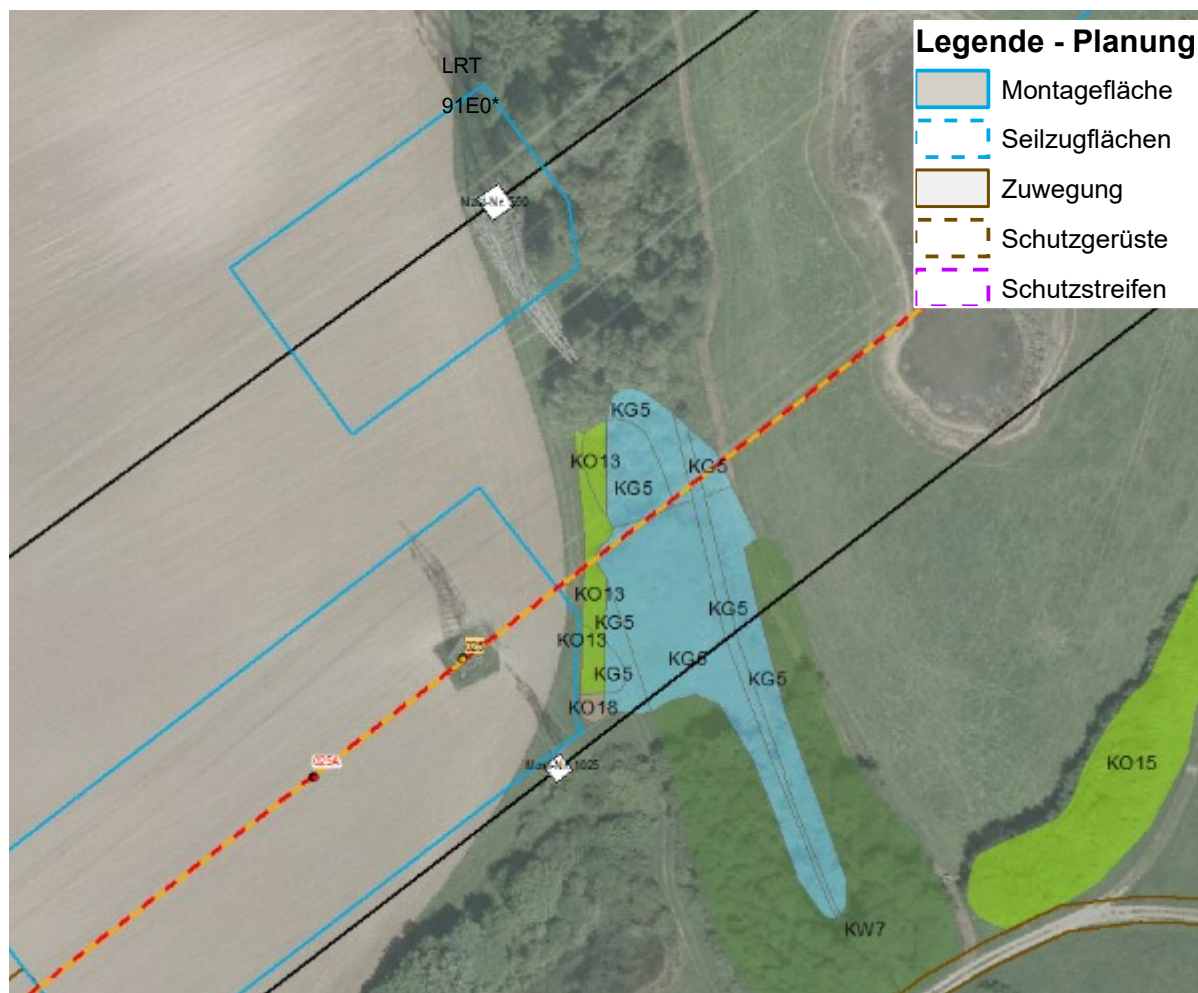 LRT
91E0*
Legende - Planung
Montagefläche
Seilzugflächen
Zuwegung
Schutzgerüste
Schutzstreifen
KG5
KO13
KG5
KG5
KO13
KG5
KG5
KO13
KG5
KG5
KG5
KO18
KO15
KW7